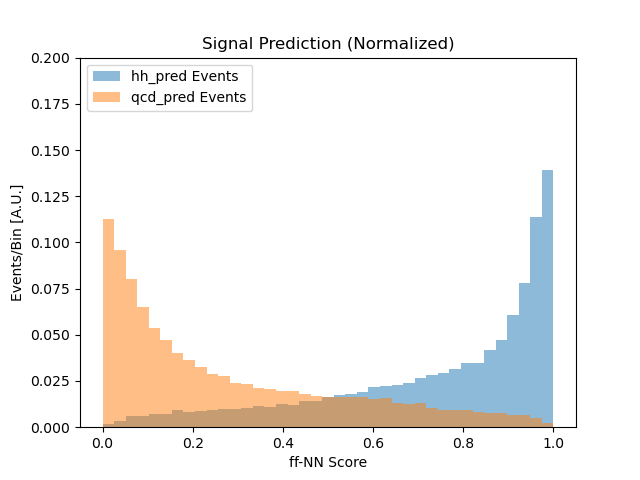 Signal Prediction (Normalized)
hh_pred Events
qcd_pred Events
Events/Bin [A.U.]
0.200
0.175
0.150
0.125
0.100
0.075
0.050
0.025
0.000
0.0 0.2 0.4 0.6 0.8 1.0
ff-NN Score